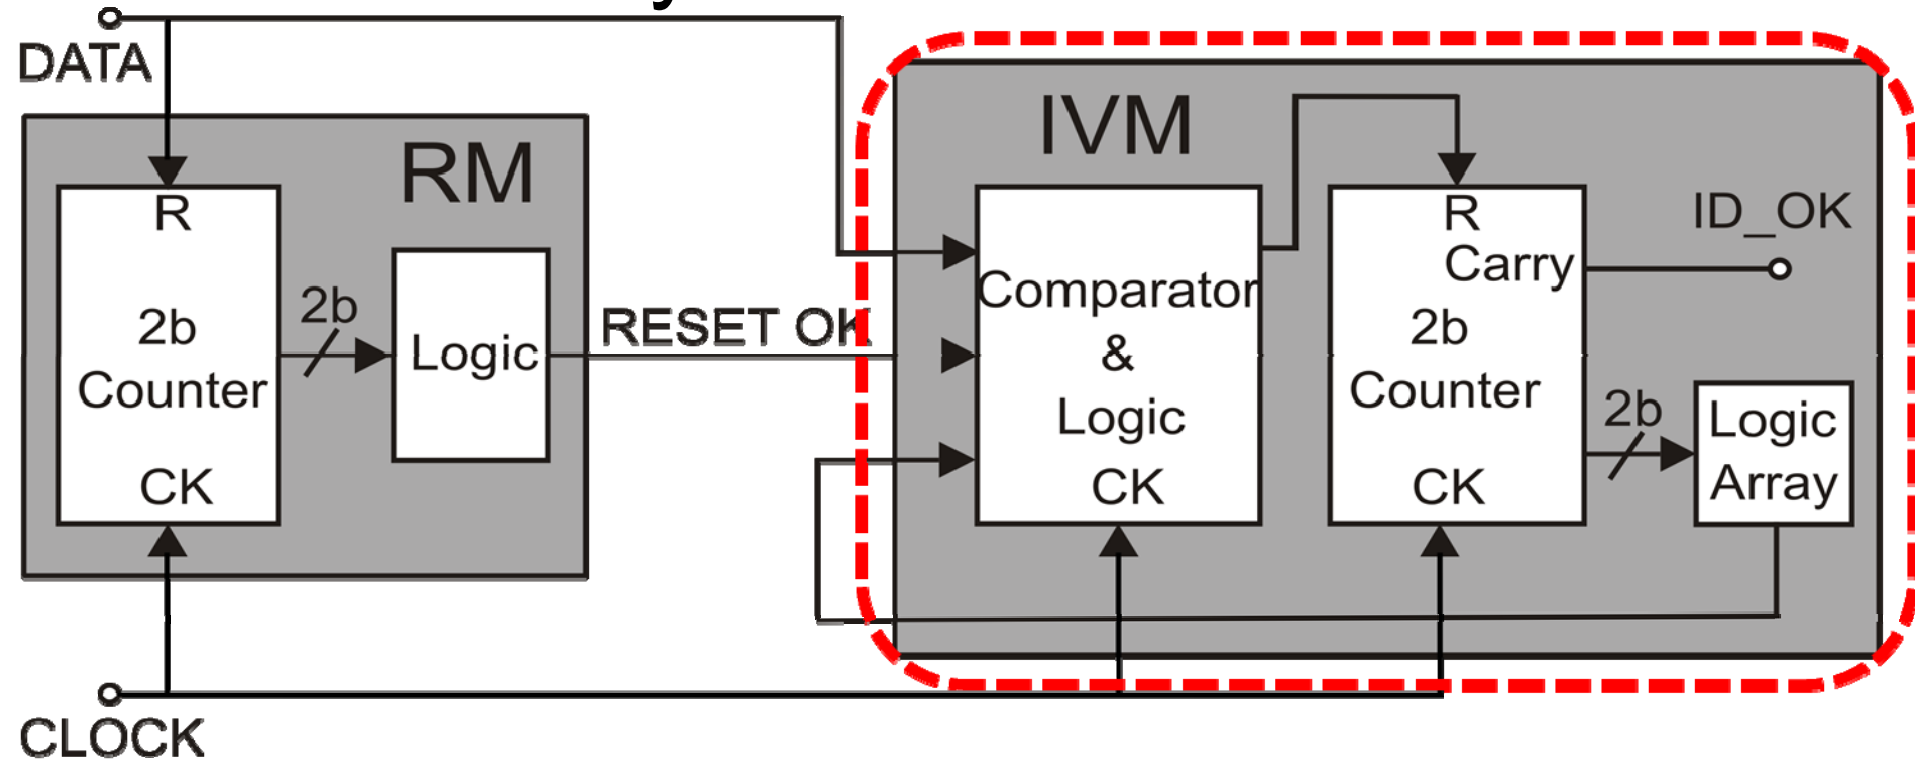 DATA
RM
R
2b
Counter
CK
2b
Logic
RESET OK
IVM
Comparator
&
Logic
CK
R
Carry
2b
Counter
CK
ID_OK
2b
Logic
Array
CLOCK